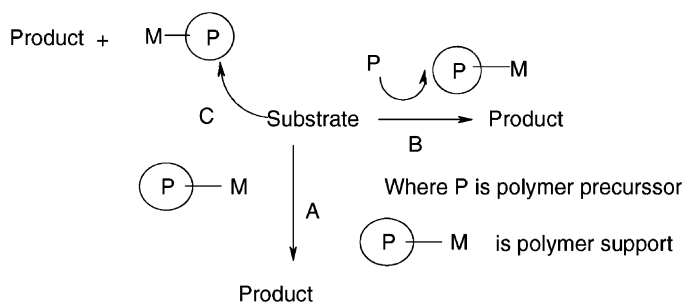 Product + M P
P P M
C Substrate Product
B
P M Where P is polymer precurssor
A
P M is polymer support
Product